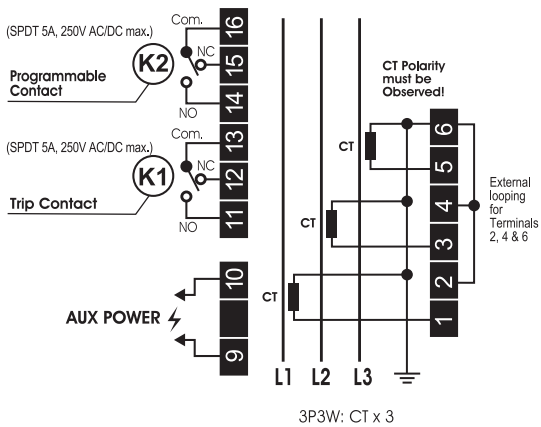 16
Com.
(SPDT 5A, 250V AC/DC max.)
K2
NC
15
Programmable
Contact
14
NO
13
Com.
(SPDT 5A, 250V AC/DC max.)
K1
NC
12
Trip Contact
11
NO
10
AUX POWER
9
CT Polarity
must be
Observed!
6
CT
5
External
looping
for
Terminals
2, 4 & 6
4
CT
3
2
CT
1
L1
L2
L3
3P3W: CT x 3